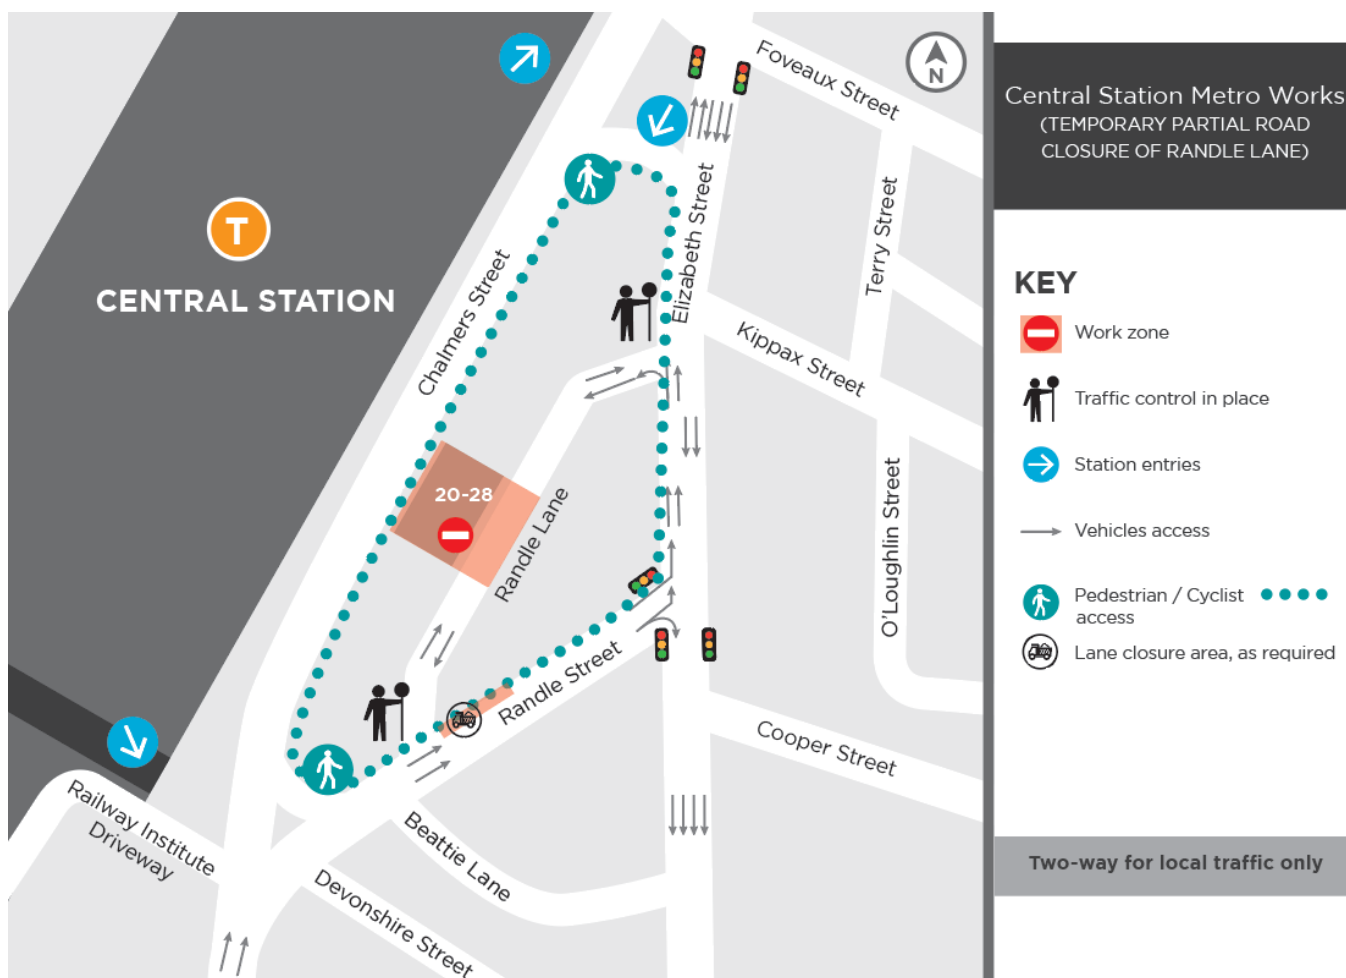 Foveaux Street
N
Terry Street
Elizabeth Street
T
CENTRAL STATION
Chalmers Street
Kippax Street
20-28
Randle Lane
O'Loughlin Street
Randle Street
Cooper Street
Railway Institute
Driveway
Beattie Lane
Devonshire Street
Central Station Metro Works
(TEMPORARY PARTIAL ROAD
CLOSURE OF RANDLE LANE)
KEY
Work zone
Traffic control in place
Station entries
Vehicles access
Pedestrian / Cyclist
access
Lane closure area, as required
Two-way for local traffic only